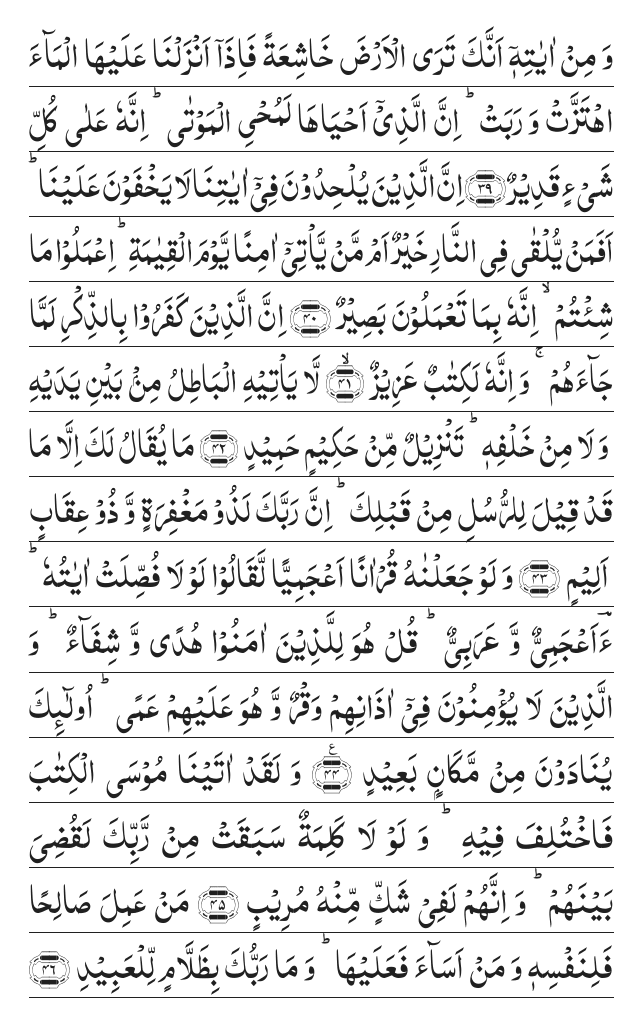 وَ مِنۡ اٰيٰتِهٖۤ اَنَّكَ تَرَى الۡاَرۡضَ خَاشِعَةً فَاِذَاۤ اَنۡزَلۡنَا عَلَيۡهَا الۡمَآءَ
اهۡتَزَّتۡ وَ رَبَتۡ ؕ اِنَّ الَّذِىۡۤ اَحۡيَاهَا لَمُحۡىِ الۡمَوۡتٰى ؕ اِنَّهٗ عَلٰى كُلِّ
شَىۡءٍ قَدِيۡرٌ ﴿۳۹﴾ اِنَّ الَّذِيۡنَ يُلۡحِدُوۡنَ فِىۡۤ اٰيٰتِنَا لَا يَخۡفَوۡنَ عَلَيۡنَا ؕ
اَفَمَنۡ يُّلۡقٰى فِى النَّارِ خَيۡرٌ اَمۡ مَّنۡ يَّاۡتِىۡۤ اٰمِنًا يَّوۡمَ الۡقِيٰمَةِ ؕ اِعۡمَلُوۡا مَا
شِئۡتُمۡ ۙ اِنَّهٗ بِمَا تَعۡمَلُوۡنَ بَصِيۡرٌ ﴿۴۰﴾ اِنَّ الَّذِيۡنَ كَفَرُوۡا بِالذِّكۡرِ لَمَّا
جَآءَهُمۡ ۚ وَ اِنَّهٗ لَكِتٰبٌ عَزِيۡزٌ ۙ﴿۴۱﴾ لَّا يَاۡتِيۡهِ الۡبَاطِلُ مِنۡۢ بَيۡنِ يَدَيۡهِ
وَ لَا مِنۡ خَلۡفِهٖ ؕ تَنۡزِيۡلٌ مِّنۡ حَكِيۡمٍ حَمِيۡدٍ ﴿۴۲﴾ مَا يُقَالُ لَكَ اِلَّا مَا
قَدۡ قِيۡلَ لِلرُّسُلِ مِنۡ قَبۡلِكَ ؕ اِنَّ رَبَّكَ لَذُوۡ مَغۡفِرَةٍ وَّ ذُوۡ عِقَابٍ
اَلِيۡمٍ ﴿۴۳﴾ وَ لَوۡ جَعَلۡنٰهُ قُرۡاٰنًا اَعۡجَمِيًّا لَّقَالُوۡا لَوۡ لَا فُصِّلَتۡ اٰيٰتُهٗ ؕ
ءَؔاَعۡجَمِىٌّ وَّ عَرَبِىٌّ ؕ قُلۡ هُوَ لِلَّذِيۡنَ اٰمَنُوۡا هُدًى وَّ شِفَآءٌ ؕ وَ
الَّذِيۡنَ لَا يُؤۡمِنُوۡنَ فِىۡۤ اٰذَانِهِمۡ وَقۡرٌ وَّ هُوَ عَلَيۡهِمۡ عَمًى ؕ اُولٰٓئِكَ
يُنَادَوۡنَ مِنۡ مَّكَانٍۭ بَعِيۡدٍ ﴿۴۴﴾ع وَ لَقَدۡ اٰتَيۡنَا مُوۡسَى الۡكِتٰبَ
فَاخۡتُلِفَ فِيۡهِ ؕ وَ لَوۡ لَا كَلِمَةٌ سَبَقَتۡ مِنۡ رَّبِّكَ لَقُضِىَ
بَيۡنَهُمۡ ؕ وَ اِنَّهُمۡ لَفِىۡ شَكٍّ مِّنۡهُ مُرِيۡبٍ ﴿۴۵﴾ مَنۡ عَمِلَ صَالِحًا
فَلِنَفۡسِهٖ وَ مَنۡ اَسَآءَ فَعَلَيۡهَا ؕ وَ مَا رَبُّكَ بِظَلَّامٍ لِّلۡعَبِيۡدِ ﴿۴۶﴾